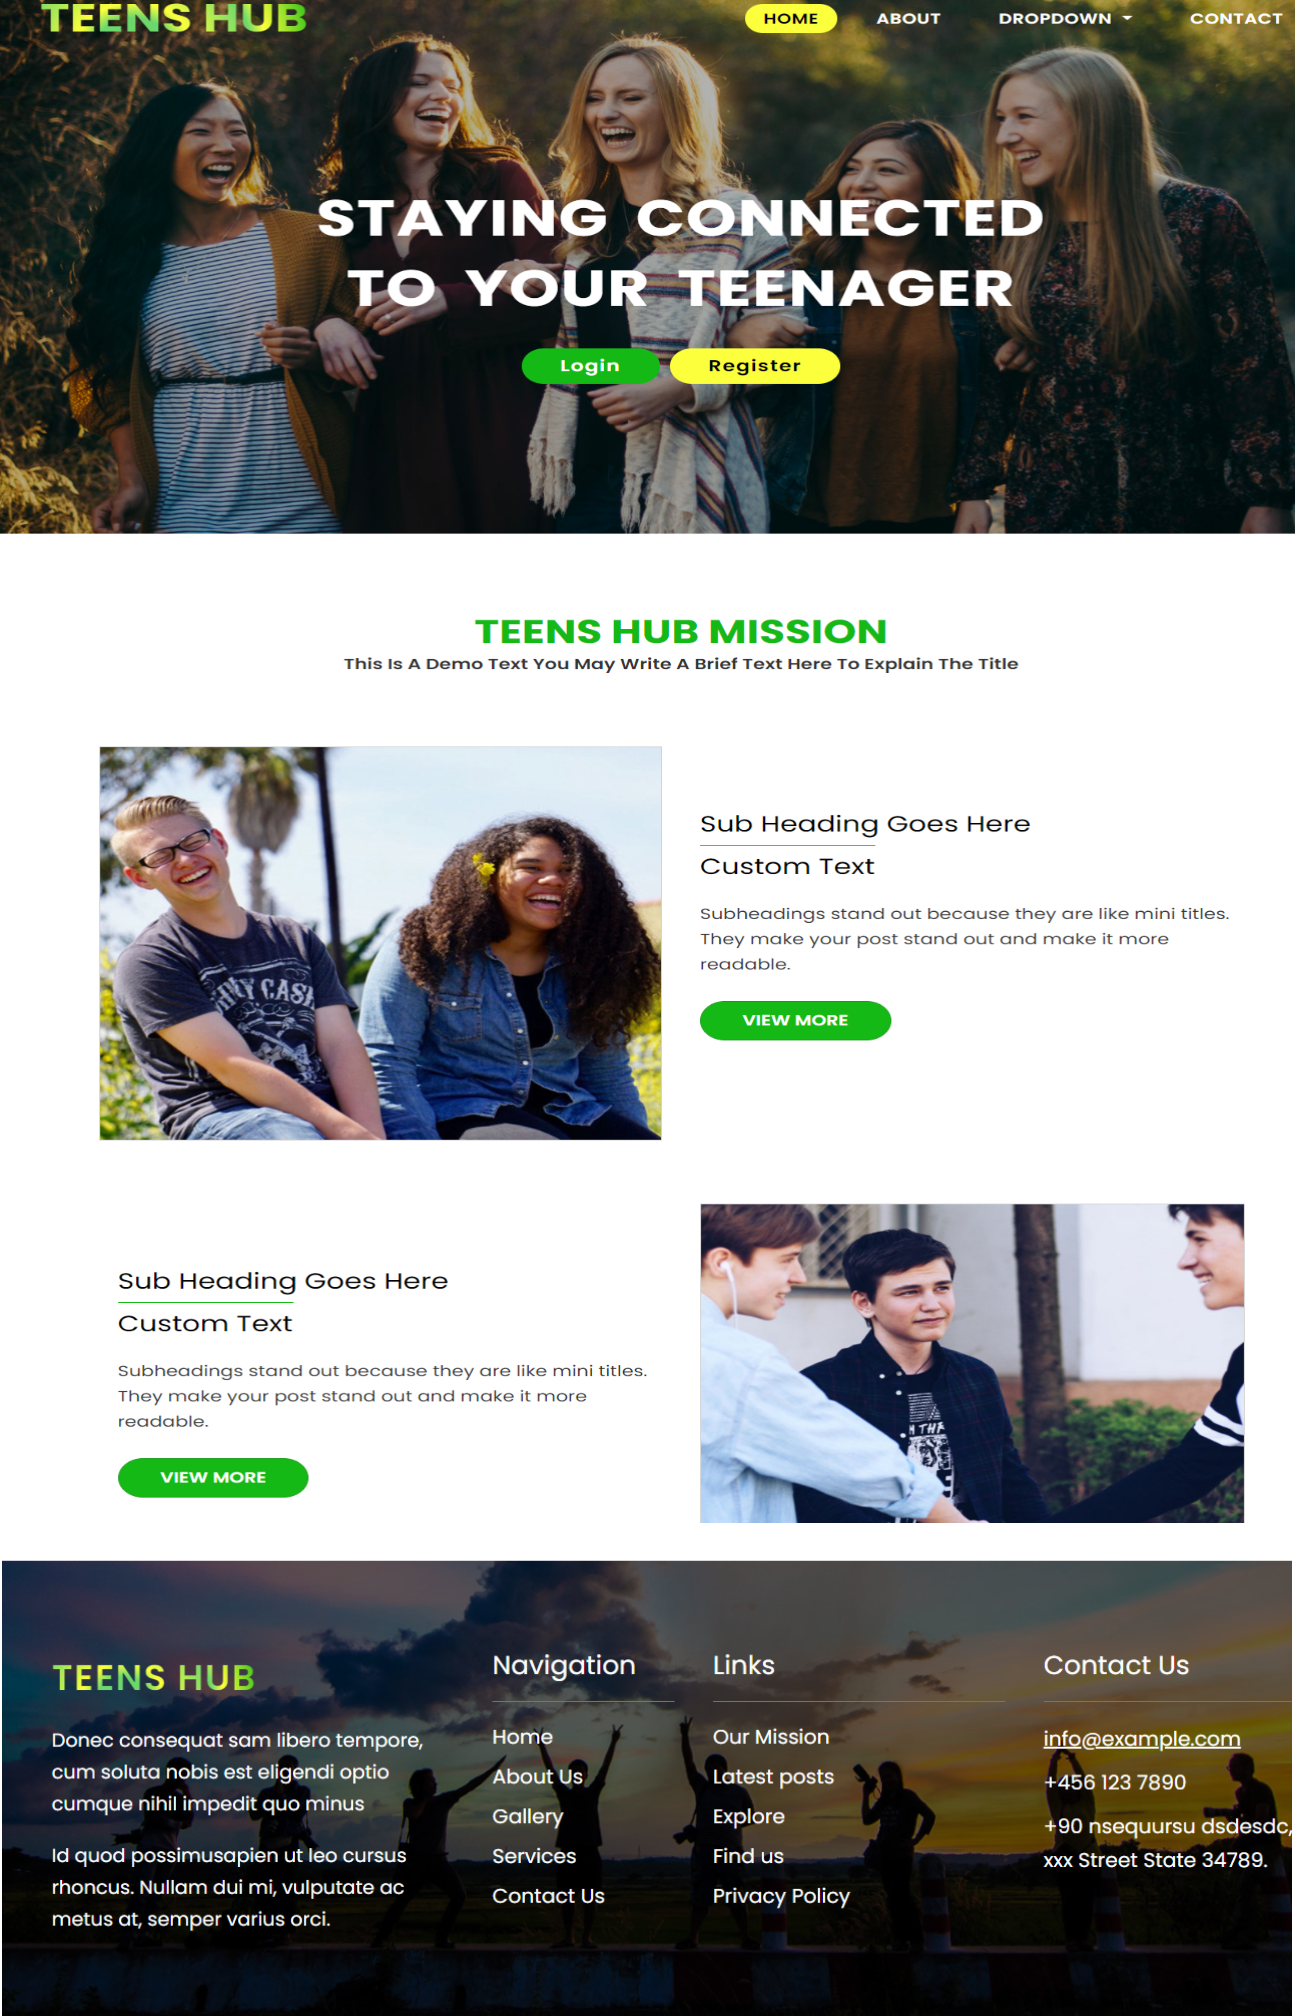 TEENS HUB
HOME ABOUT DROPDOWN CONTACT
STAYING CONNECTED
TO YOUR TEENAGER
Login Register
TEENS HUB MISSION
This Is A Demo Text You May Write A Brief Text Here To Explain The Title
Sub Heading Goes Here
Custom Text
Subheadings stand out because they are like mini titles.
They make your post stand out and make it more
readable.
VIEW MORE
Sub Heading Goes Here
Custom Text
Subheadings stand out because they are like mini titles.
They make your post stand out and make it more
readable.
VIEW MORE
TEENS HUB
Donec consequat sam libero tempore,
cum soluta nobis est eligendi optio
cumque nihil impedit quo minus
Id quod possimusapien ut leo cursus
rhoncus. Nullam dui mi, vulputate ac
metus at, semper varius orci.
Navigation
Home
About Us
Gallery
Services
Contact Us
Links
Our Mission
Latest posts
Explore
Find us
Privacy Policy
Contact Us
info@example.com
+456 123 7890
+90 nsequursu dsdesdc,
xxx Street State 34789.